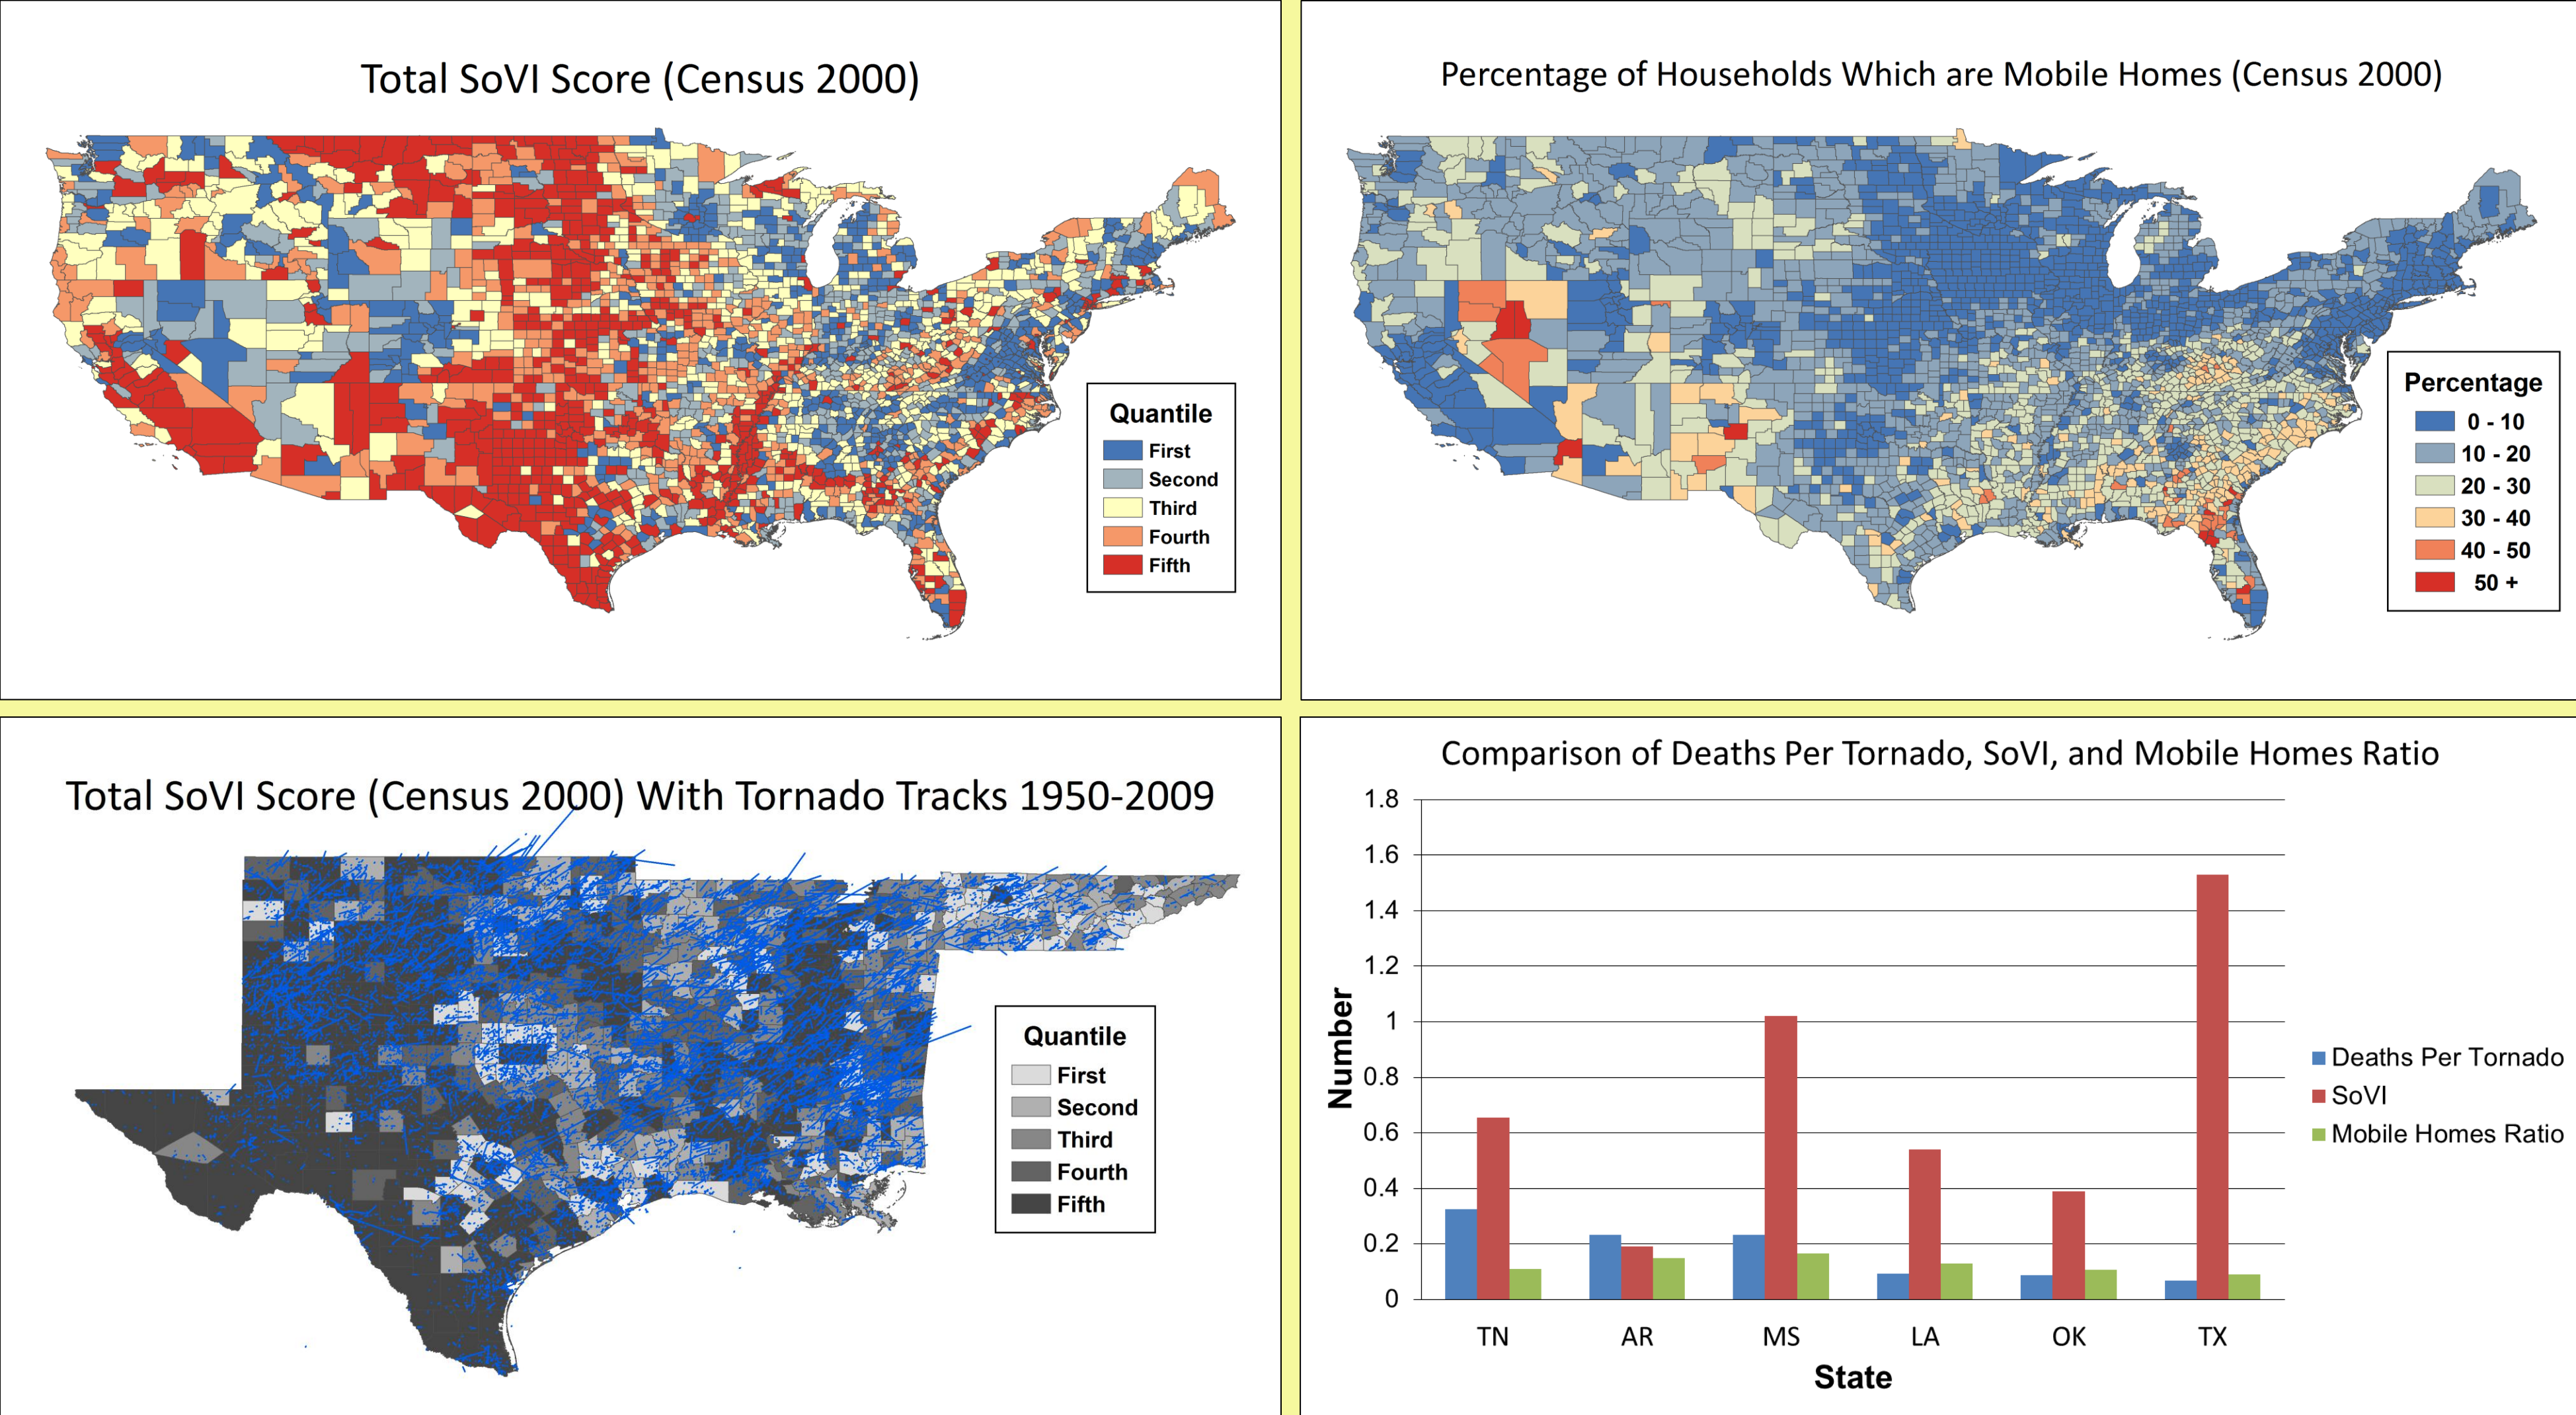 Total SoVI Score (Census 2000)
Quantile
First
Second
Third
Fourth
Fifth
Percentage of Households Which are Mobile Homes (Census 2000)
Percentage
0 - 10
10 - 20
20 - 30
30 - 40
40 - 50
50 +
Total SoVI Score (Census 2000) With Tornado Tracks 1950-2009
Quantile
First
Second
Third
Fourth
Fifth
Comparison of Deaths Per Tornado, SoVI, and Mobile Homes Ratio
1.8
1.6
1.4
1.2
1
0.8
0.6
0.4
0.2
0
Number
TN AR MS LA OK TX
State
Deaths Per Tornado
SoVI
Mobile Homes Ratio